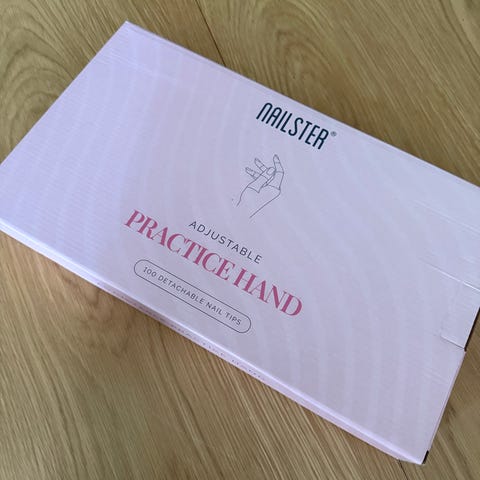 NAILSTER®
ADJUSTABLE
PRACTICE HAND
100 DETACHABLE NAIL TIPS